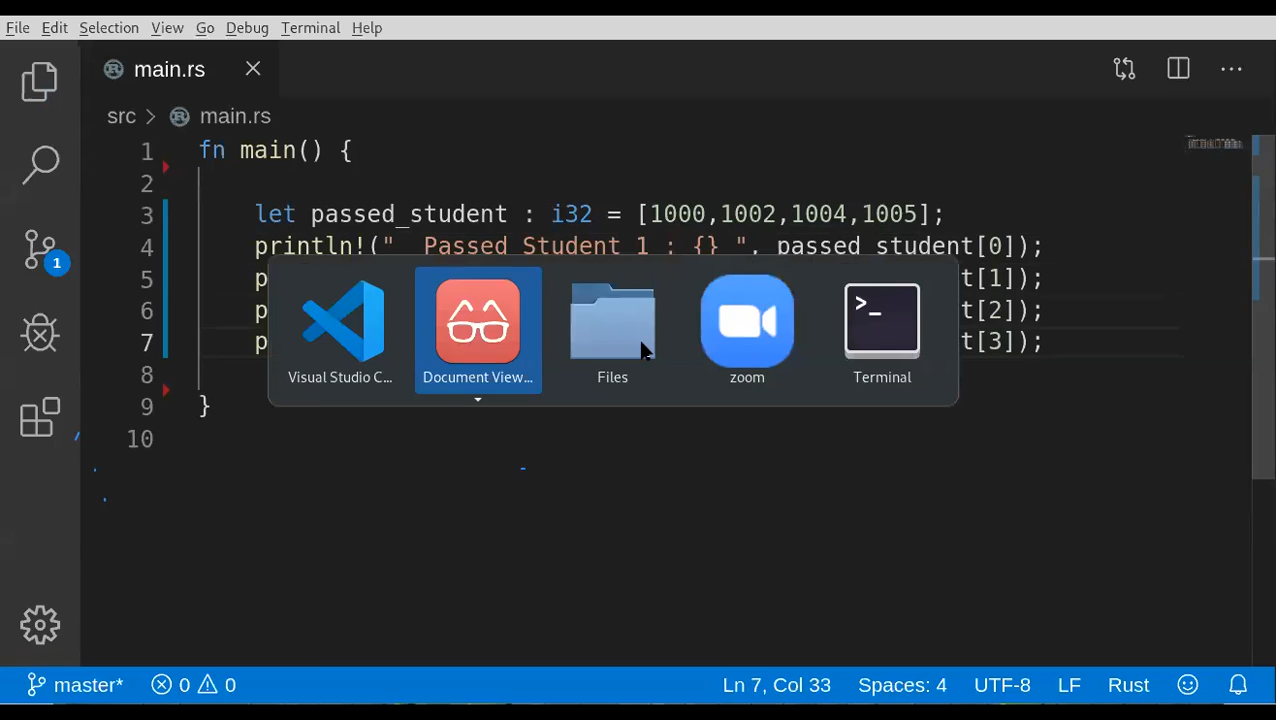 File Edit Selection View Go Debug Terminal Help
main.rs
src > main.rs
1 fn main() {
2
3 let passed_student : i32 = [1000,1002,1004,1005];
4 println!("  Passed Student 1 : {} ", passed_student[0]);
5 p t[1]);
6 p t[2]);
7 p t[3]);
8
9 }
10
>_
Visual Studio C... Document View... Files zoom Terminal
1
master* 0 0 Ln 7, Col 33 Spaces: 4 UTF-8 LF Rust